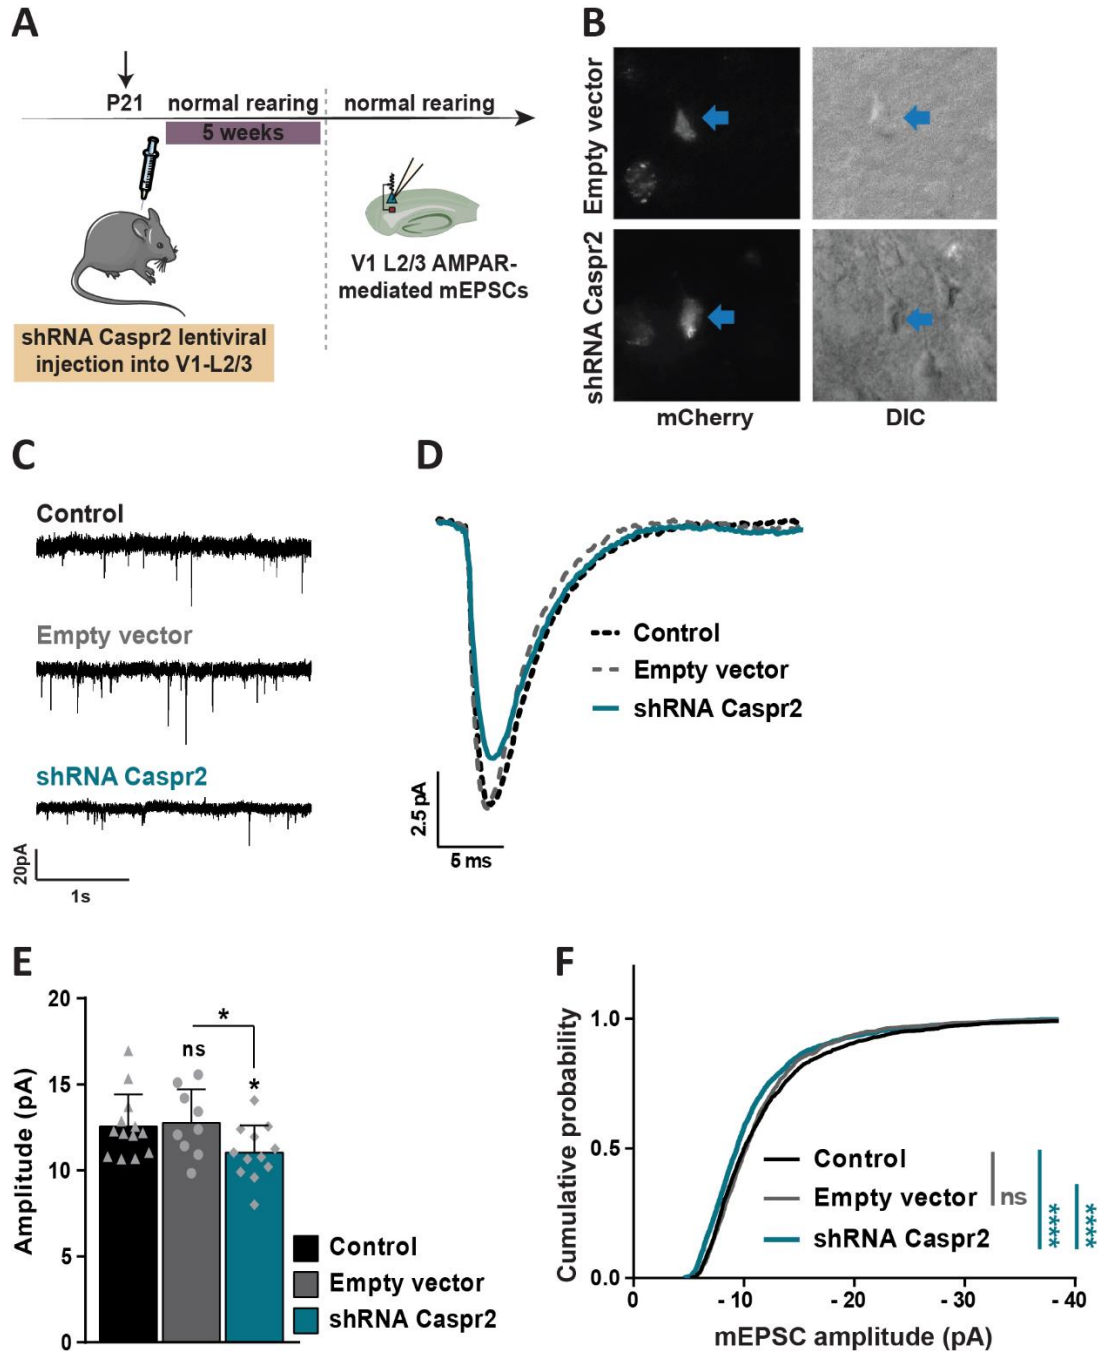 A
P21
normal rearing
normal rearing
5 weeks
V1 L2/3 AMPAR-
mediated mEPSCs
shRNA Caspr2 lentiviral
injection into V1-L2/3
B
Empty vector
shRNA Caspr2
mCherry
DIC
C
Control
Empty vector
shRNA Caspr2
20pA
1s
D
Control
Empty vector
shRNA Caspr2
2.5 pA
5 ms
E
Amplitude (pA)
20
15
10
5
0
*
ns
*
Control
Empty vector
shRNA Caspr2
F
Cumulative probability
1.0
0.5
0.0
Control
Empty vector
shRNA Caspr2
ns
****
****
0
- 10
- 20
- 30
- 40
mEPSC amplitude (pA)